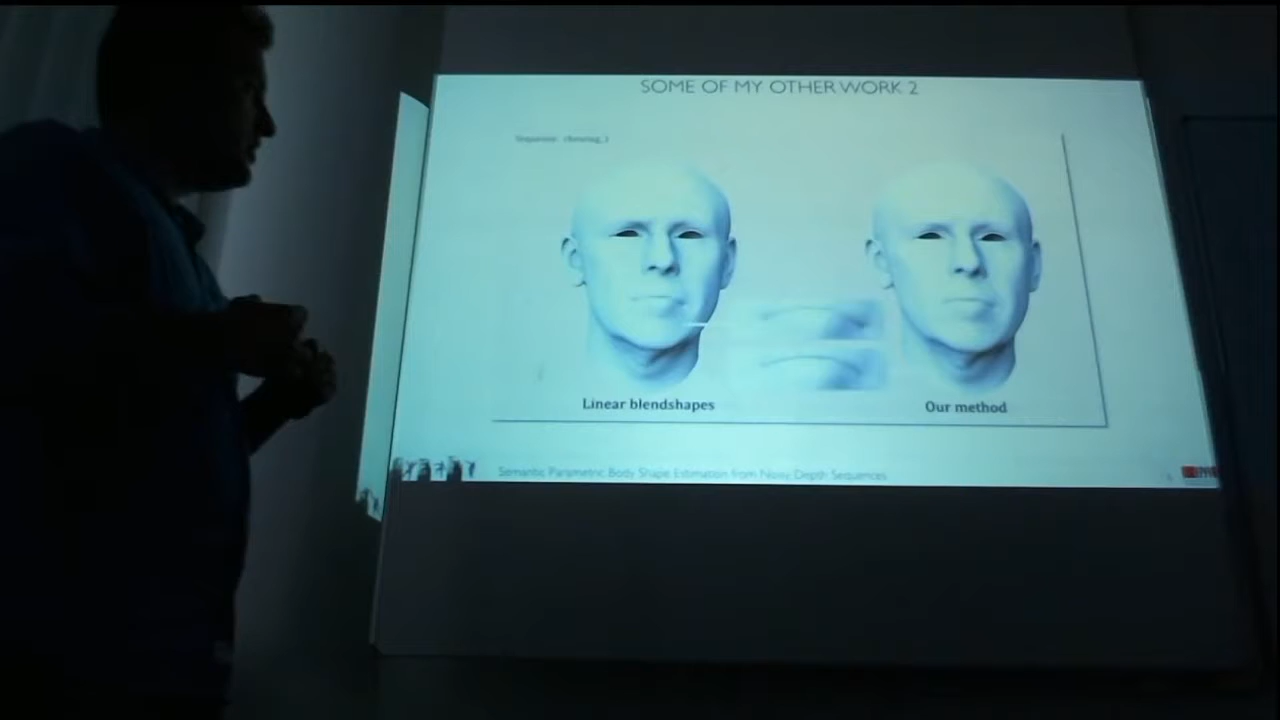 SOME OF MY OTHER WORK 2
Sequence:
Linear blendshapes
Our method
Semantic Parametric Body Shape Estimation from Noisy Depth Sequences